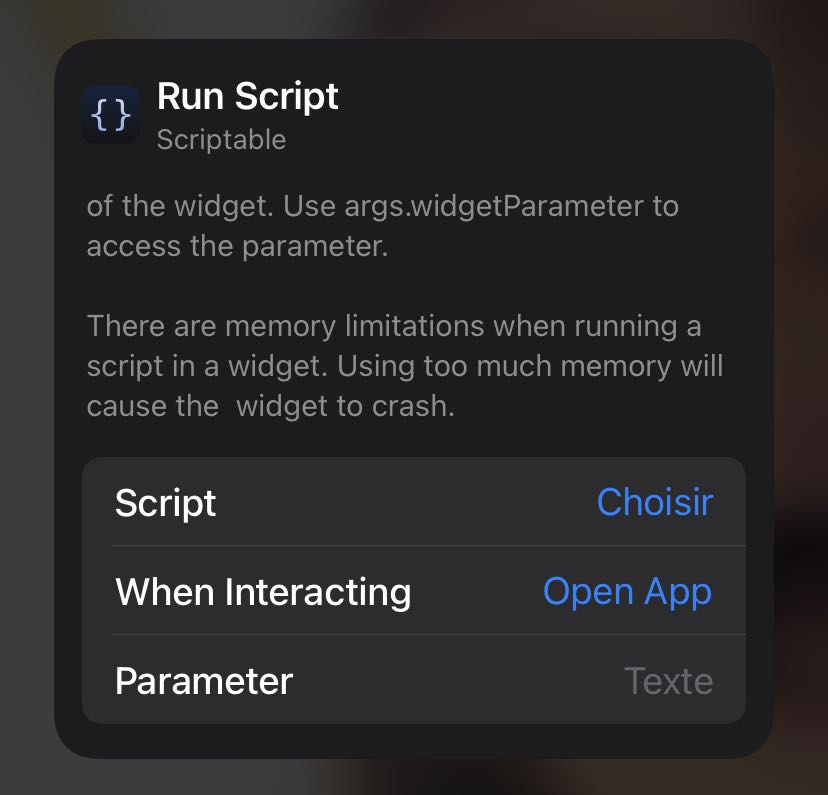 {}
Run Script
Scriptable
of the widget. Use args.widgetParameter to
access the parameter.
There are memory limitations when running a
script in a widget. Using too much memory will
cause the  widget to crash.
Script Choisir
When Interacting Open App
Parameter Texte